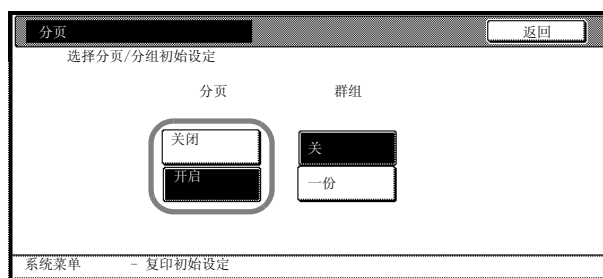 分页 返回
选择分页/分组初始设定
分页 群组
关闭 关
开启 一份
系统菜单 - 复印初始设定